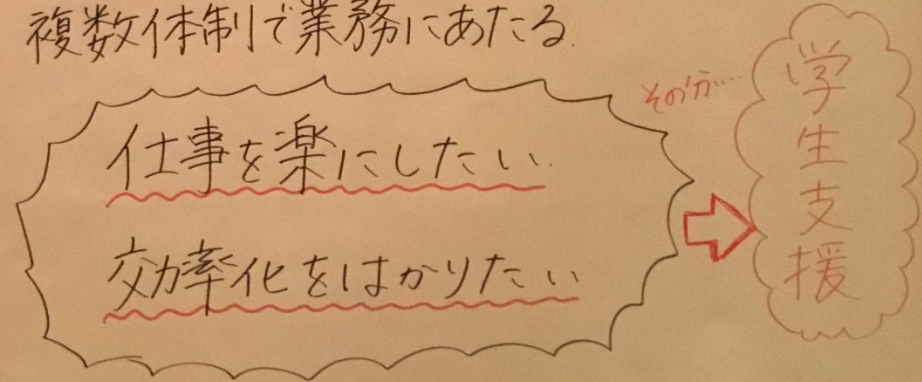 複数体制で業務にあたる
仕事を楽にしたい
効率化をはかりたい
その分…
学生支援